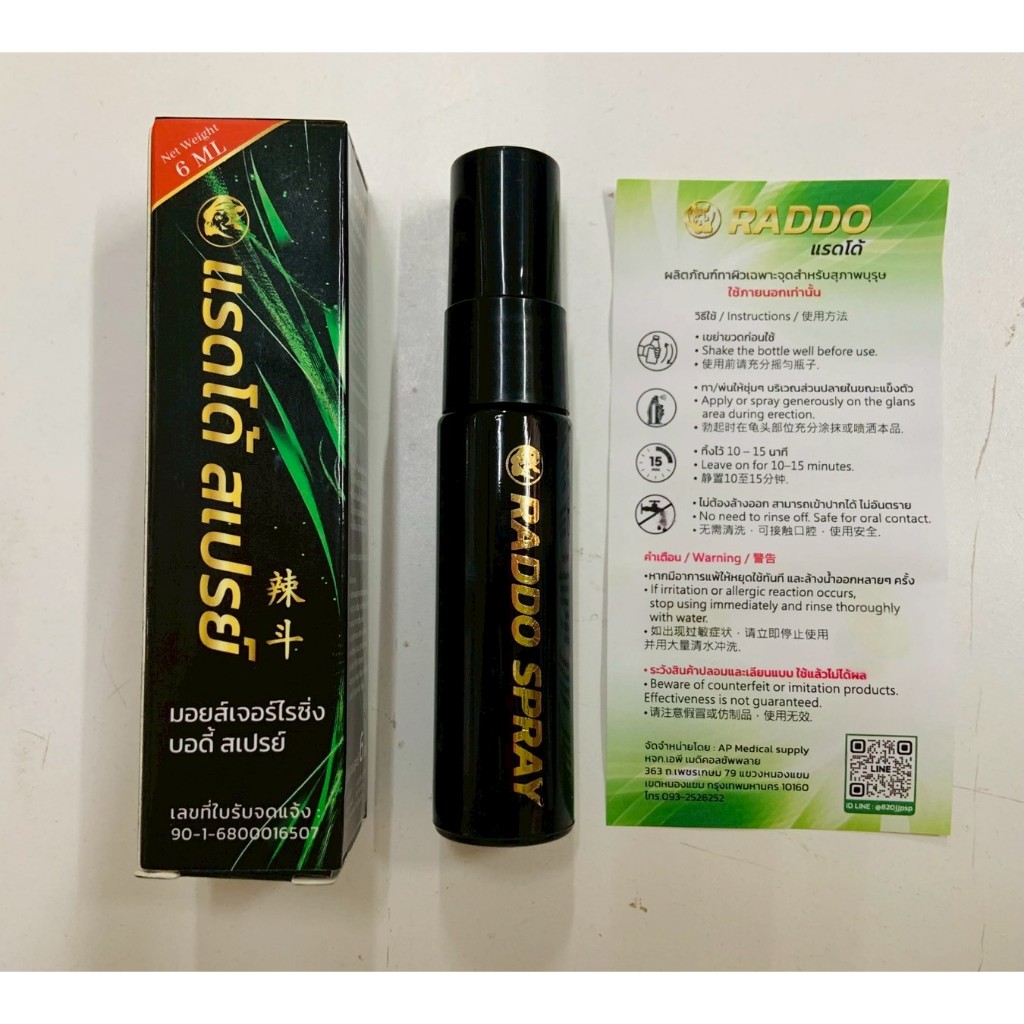 Net Weight
6 ML
แรดโด้ สเปรย์
辣斗
มอยส์เจอร์ไรซิ่ง
บอดี้ สเปรย์
เลขที่ใบรับจดแจ้ง :
90-1-6800016507
RADDO SPRAY
RADDO
แรดโด้
ผลิตภัณฑ์ทาผิวเฉพาะจุดสำหรับสุภาพบุรุษ
ใช้ภายนอกเท่านั้น
วิธีใช้ / Instructions / 使用方法
• เขย่าขวดก่อนใช้
• Shake the bottle well before use.
• 使用前请充分摇匀瓶子.
• ทา/พ่นให้ชุ่มๆ บริเวณส่วนปลายในขณะแข็งตัว
• Apply or spray generously on the glans
area during erection.
• 勃起时在龟头部位充分涂抹或喷洒本品.
15
• ทิ้งไว้ 10 – 15 นาที
• Leave on for 10–15 minutes.
• 静置10至15分钟.
• ไม่ต้องล้างออก สามารถเข้าปากได้ ไม่อันตราย
• No need to rinse off. Safe for oral contact.
• 无需清洗，可接触口腔，使用安全.
คำเตือน / Warning / 警告
•หากมีอาการแพ้ให้หยุดใช้ทันที และล้างน้ำออกหลายๆ ครั้ง
• If irritation or allergic reaction occurs,
stop using immediately and rinse thoroughly
with water.
• 如出现过敏症状，请立即停止使用
并用大量清水冲洗.
• ระวังสินค้าปลอมและเลียนแบบ ใช้แล้วไม่ได้ผล
• Beware of counterfeit or imitation products.
Effectiveness is not guaranteed.
•请注意假冒或仿制品，使用无效.
จัดจำหน่ายโดย : AP Medical supply
หจก.เอพี เมดิคอลซัพพลาย
363 ถ.เพชรเกษม 79 แขวงหนองแขม
เขตหนองแขม กรุงเทพมหานคร 10160
โทร.093-2526252
LINE
ID LINE : @820jjpsp